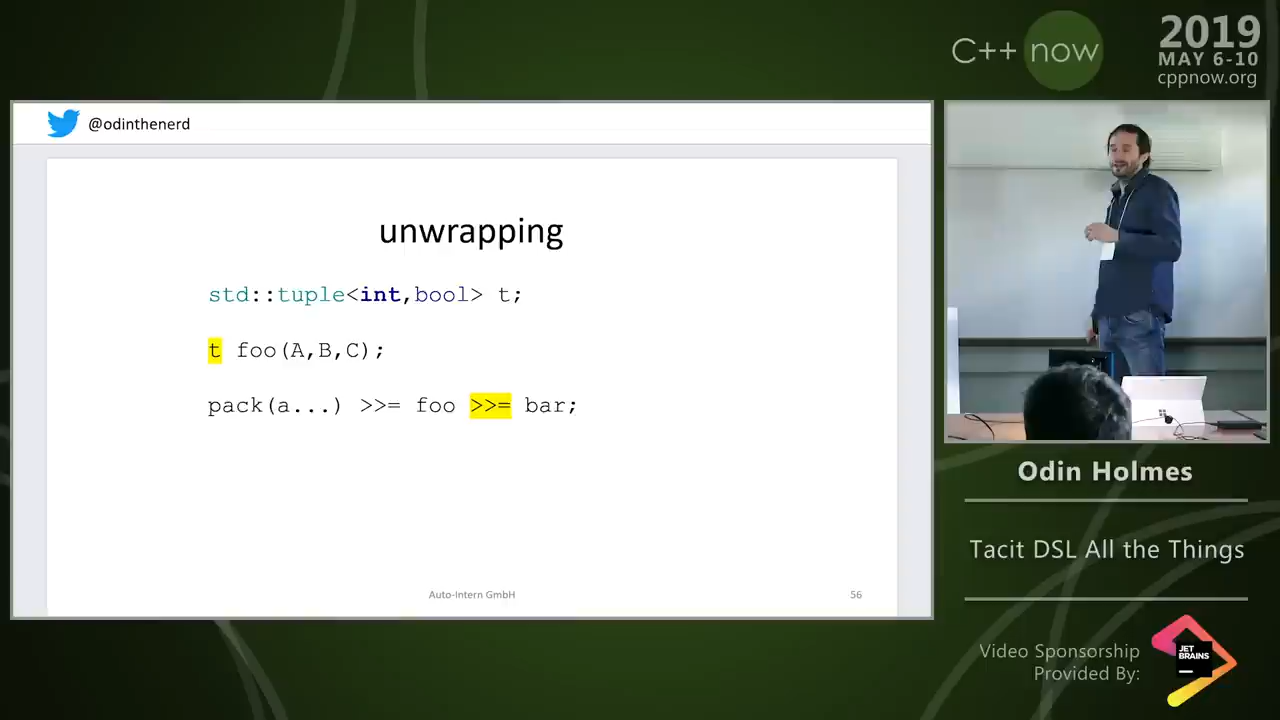 C++ now
2019
MAY 6-10
cppnow.org
@odinthenerd
unwrapping
std::tuple<int,bool> t;
t foo(A,B,C);
pack(a...) >>= foo >>= bar;
Auto-Intern GmbH
56
Odin Holmes
Tacit DSL All the Things
Video Sponsorship
Provided By:
JET
BRAINS